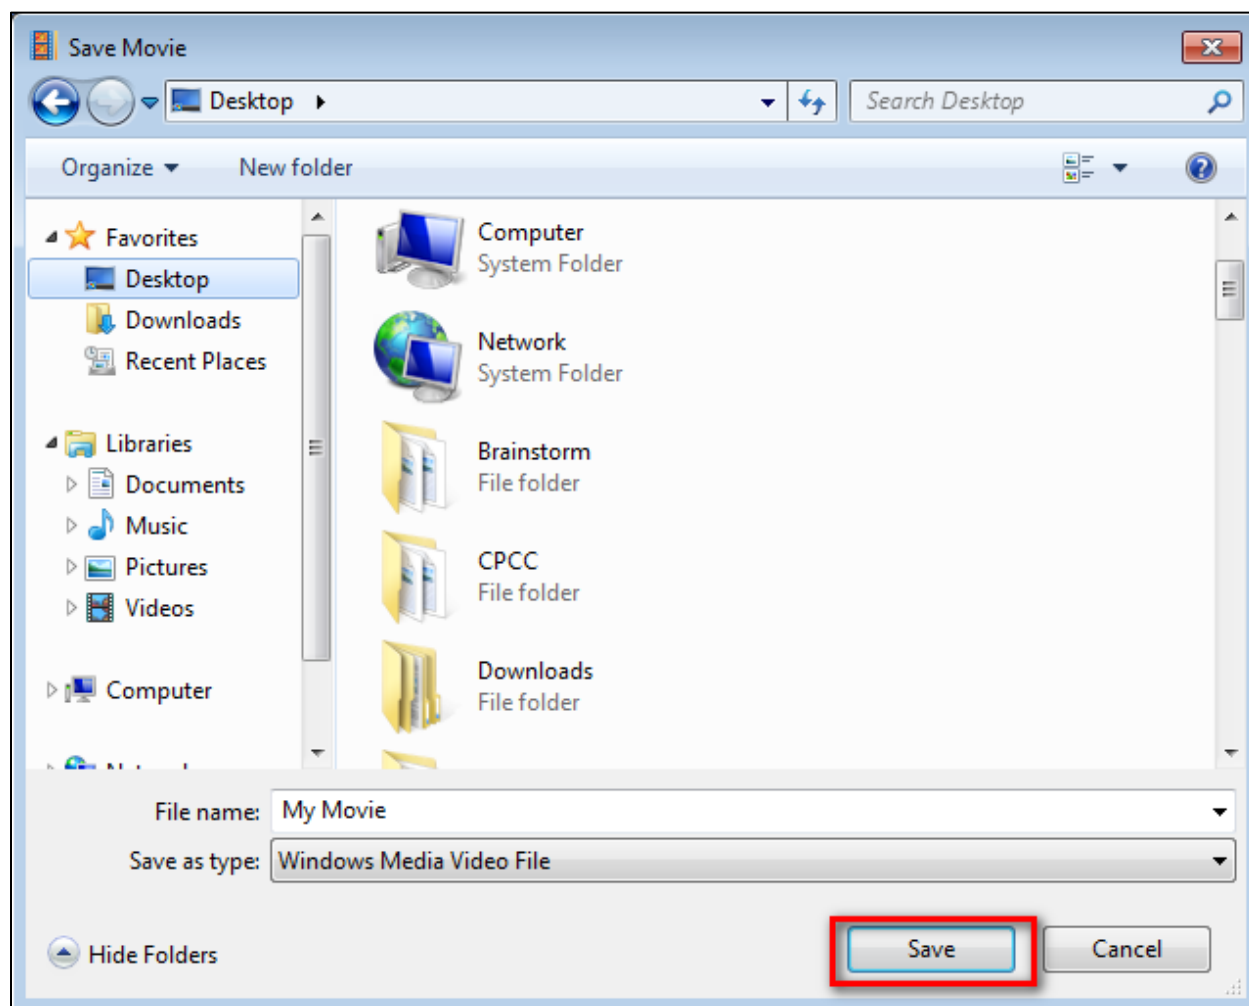 Save Movie
Desktop
Search Desktop
Organize
New folder
Favorites
Desktop
Downloads
Recent Places
Libraries
Documents
Music
Pictures
Videos
Computer
Computer
System Folder
Network
System Folder
Brainstorm
File folder
CPCC
File folder
Downloads
File folder
File name: My Movie
Save as type: Windows Media Video File
Hide Folders
Save
Cancel